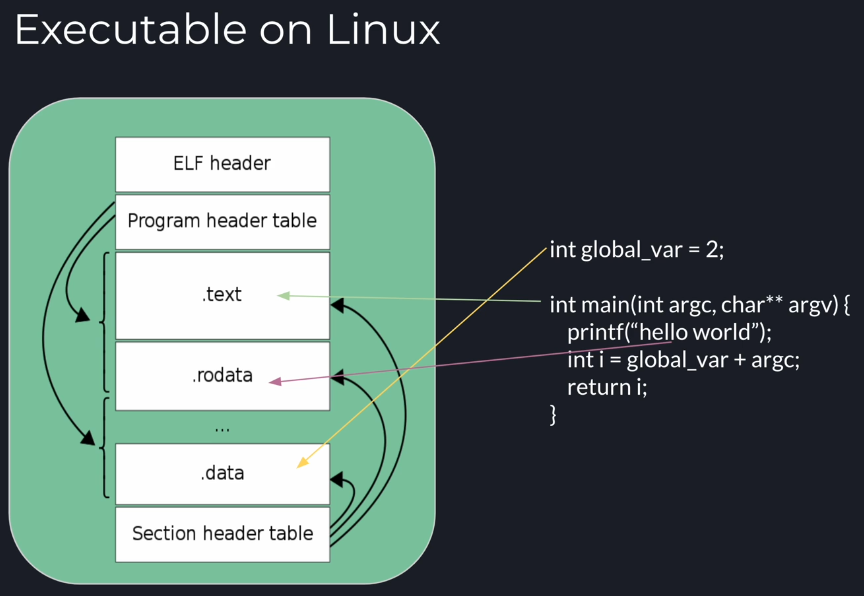 Executable on Linux
ELF header
Program header table
.text
.rodata
...
.data
Section header table
int global_var = 2;
int main(int argc, char** argv) {
printf(“hello world”);
int i = global_var + argc;
return i;
}